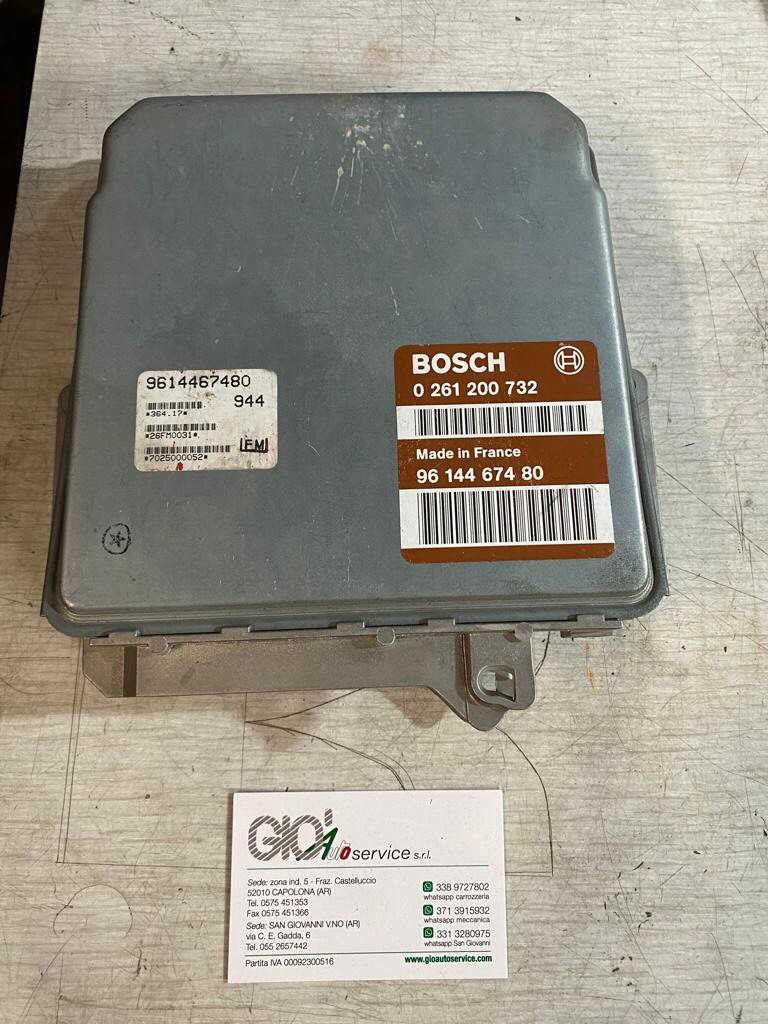 BOSCH
0 261 200 732
Made in France
96 144 674 80
9614467480
944
*364.17*
*26FM0031*
FM
*7025000052*
GIO' Auto service s.r.l.
Sede: zona ind. 5 - Fraz. Castelluccio
52010 CAPOLONA (AR)
Tel. 0575 451353
Fax 0575 451366
Sede: SAN GIOVANNI V.NO (AR)
via C. E. Gadda, 6
Tel. 055 2657442
Partita IVA 00092300516
338 9727802
whatsapp carrozzeria
371 3915932
whatsapp meccanica
331 3280975
whatsapp San Giovanni
www.gioautoservice.com